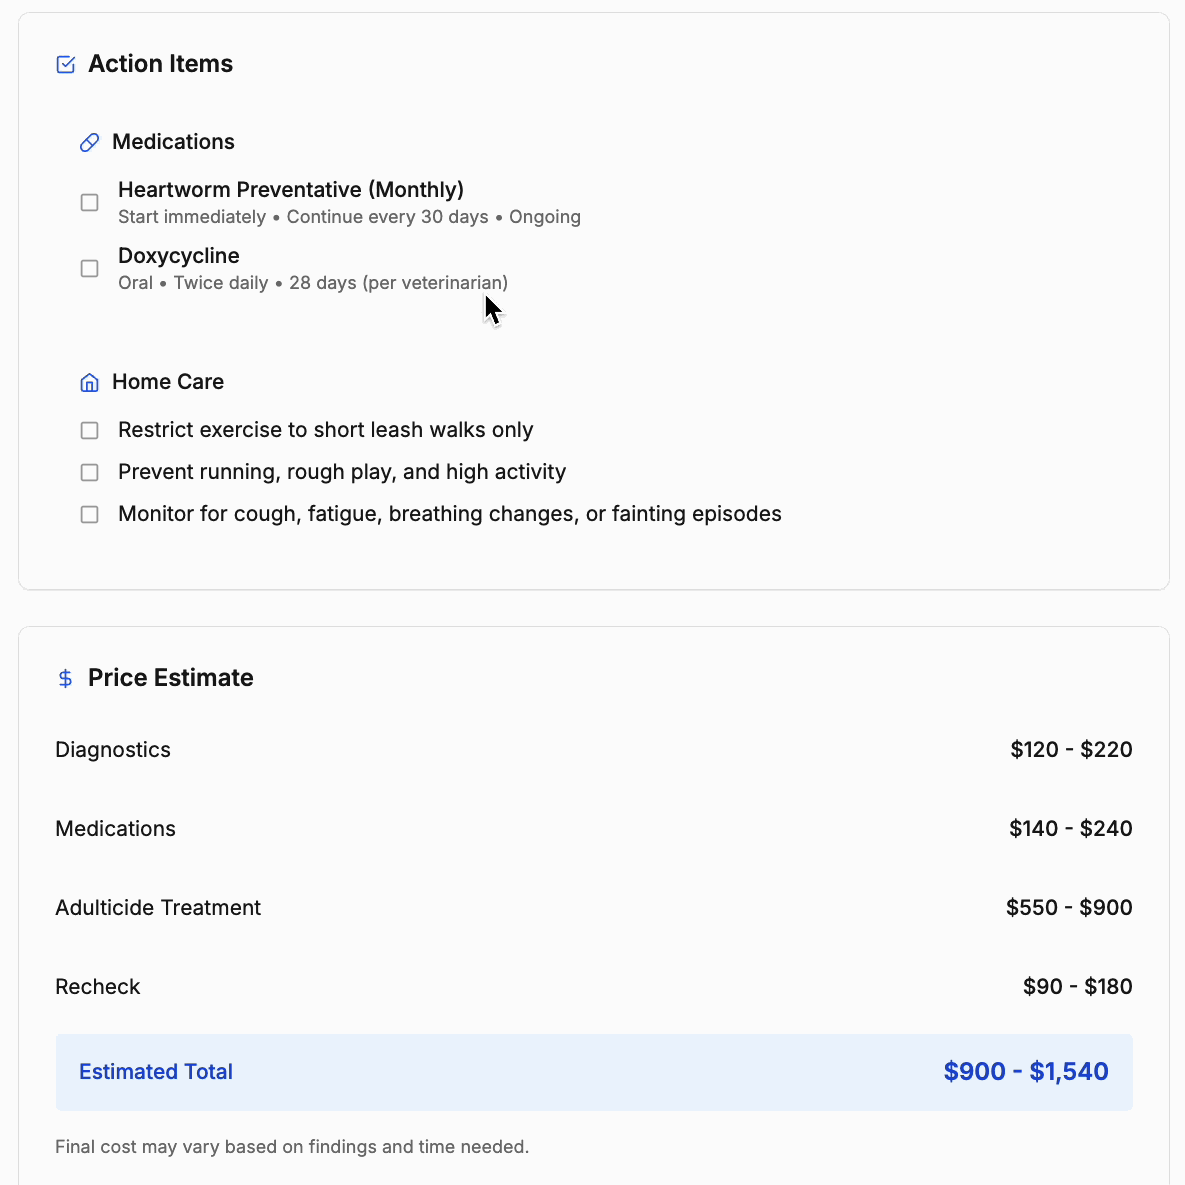 Action Items
Medications
Heartworm Preventative (Monthly)
Start immediately • Continue every 30 days • Ongoing
Doxycycline
Oral • Twice daily • 28 days (per veterinarian)
Home Care
Restrict exercise to short leash walks only
Prevent running, rough play, and high activity
Monitor for cough, fatigue, breathing changes, or fainting episodes
Price Estimate
Diagnostics $120 - $220
Medications $140 - $240
Adulticide Treatment $550 - $900
Recheck $90 - $180
Estimated Total $900 - $1,540
Final cost may vary based on findings and time needed.